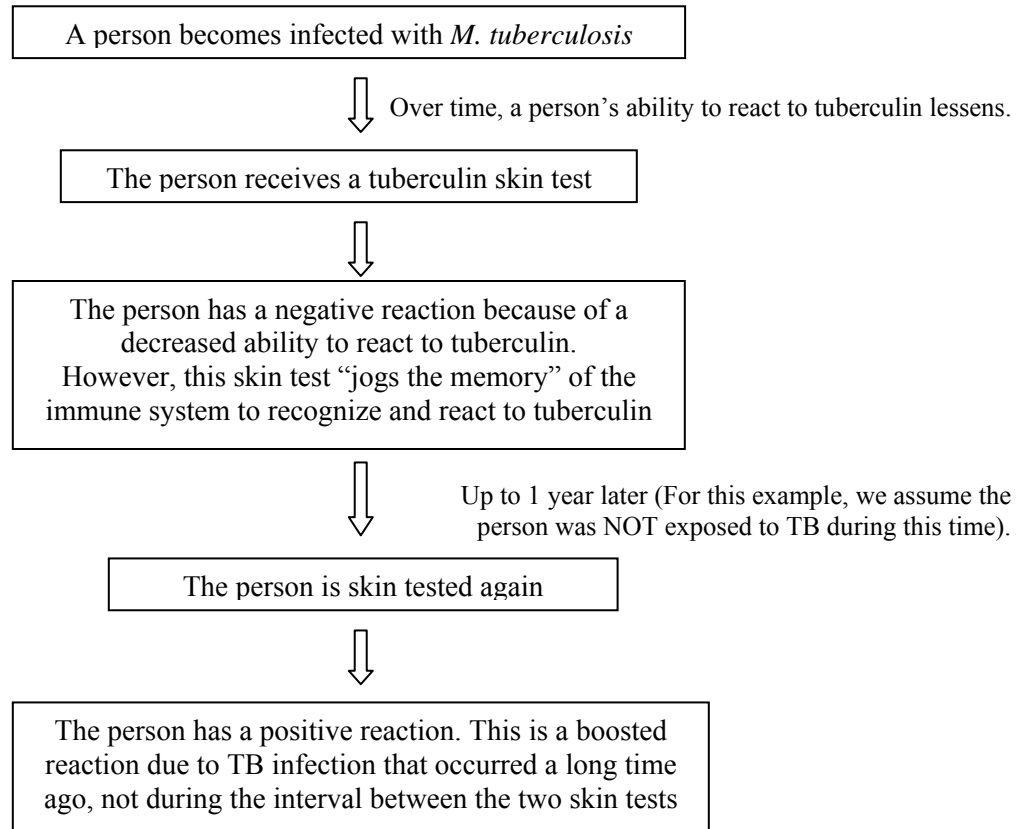 A person becomes infected with M. tuberculosis
Over time, a person’s ability to react to tuberculin lessens.
The person receives a tuberculin skin test
The person has a negative reaction because of a
decreased ability to react to tuberculin.
However, this skin test “jogs the memory” of the
immune system to recognize and react to tuberculin
Up to 1 year later (For this example, we assume the
person was NOT exposed to TB during this time).
The person is skin tested again
The person has a positive reaction. This is a boosted
reaction due to TB infection that occurred a long time
ago, not during the interval between the two skin tests